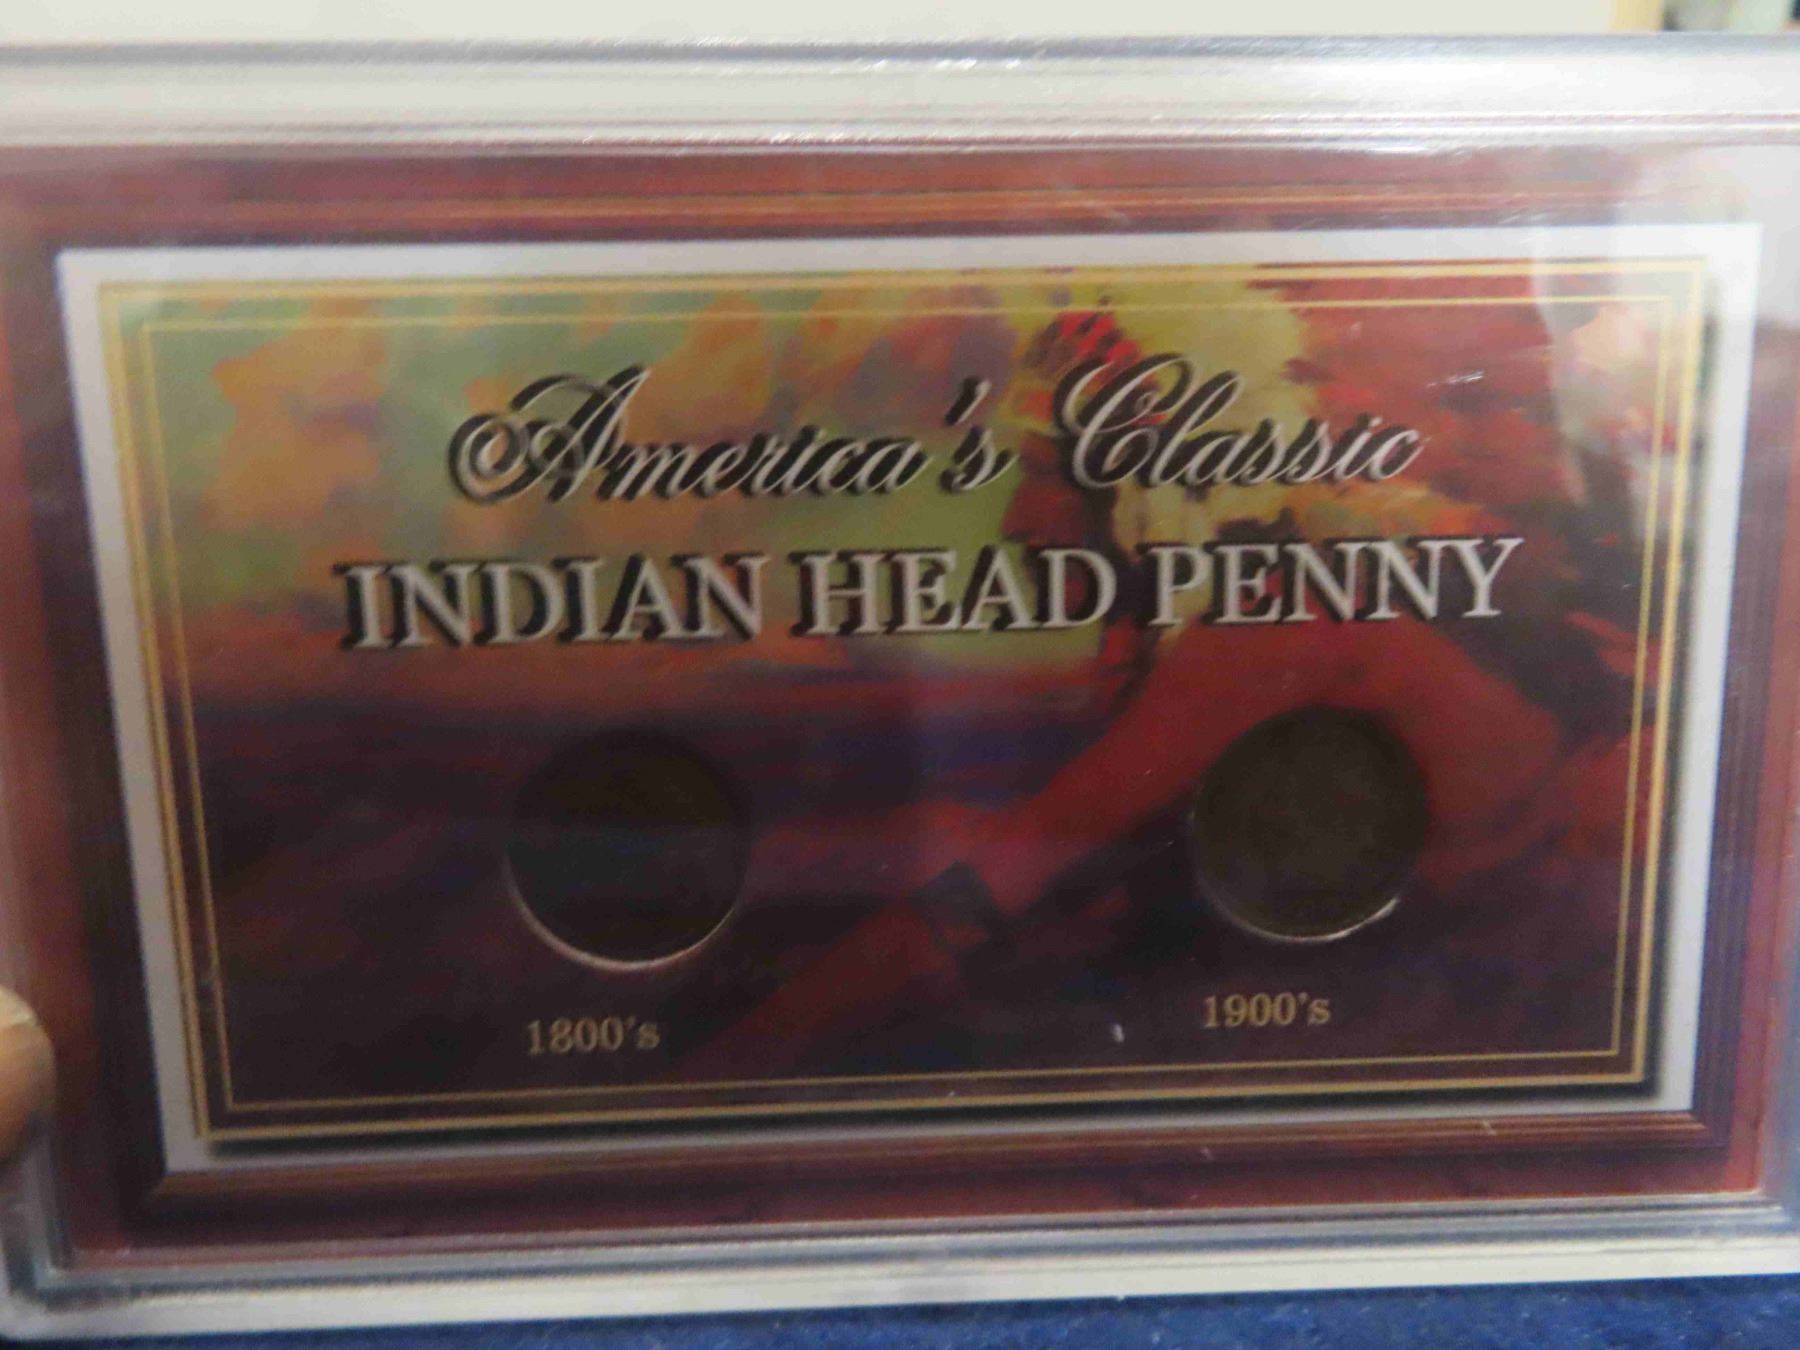 America's Classic
INDIAN HEAD PENNY
1800's
1900's